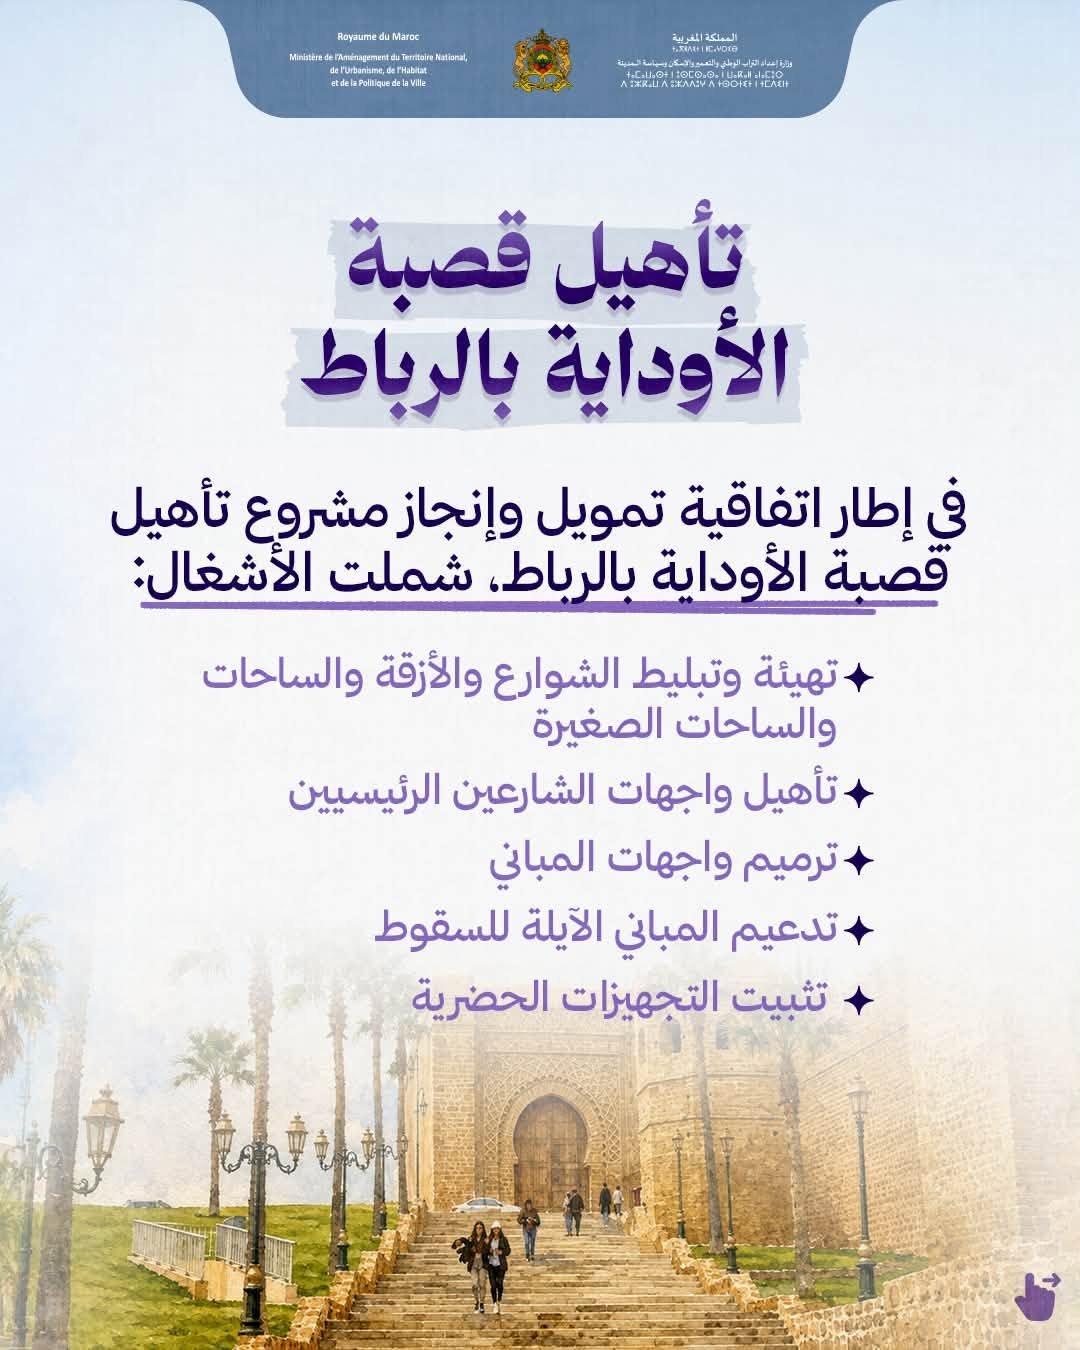 Royaume du Maroc
Ministère de l'Aménagement du Territoire National,
de l'Urbanisme, de l'Habitat
et de la Politique de la Ville
المملكة المغربية
ⵜⴰⴳⵍⴷⵉⵜ ⵏ ⵍⵎⵖⵔⵉⴱ
وزارة إعداد التراب الوطني والتعمير والإسكان وسياسة المدينة
تأهيل قصبة
الأوداية بالرباط
في إطار اتفاقية تمويل وإنجاز مشروع تأهيل
قصبة الأوداية بالرباط، شملت الأشغال:
تهيئة وتبليط الشوارع والأزقة والساحات
والساحات الصغيرة
تأهيل واجهات الشارعين الرئيسيين
ترميم واجهات المباني
تدعيم المباني الآيلة للسقوط
تثبيت التجهيزات الحضرية